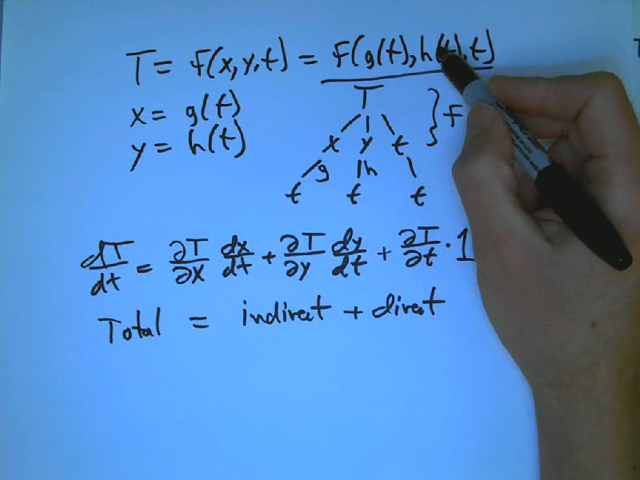 T = F(x,y,t) = F(g(t),h(t),t)
x = g(t)
y = h(t)
T } F
x y t
g h
t t t
dT/dt = ∂T/∂x dx/dt + ∂T/∂y dy/dt + ∂T/∂t · 1
Total = indirect + direct